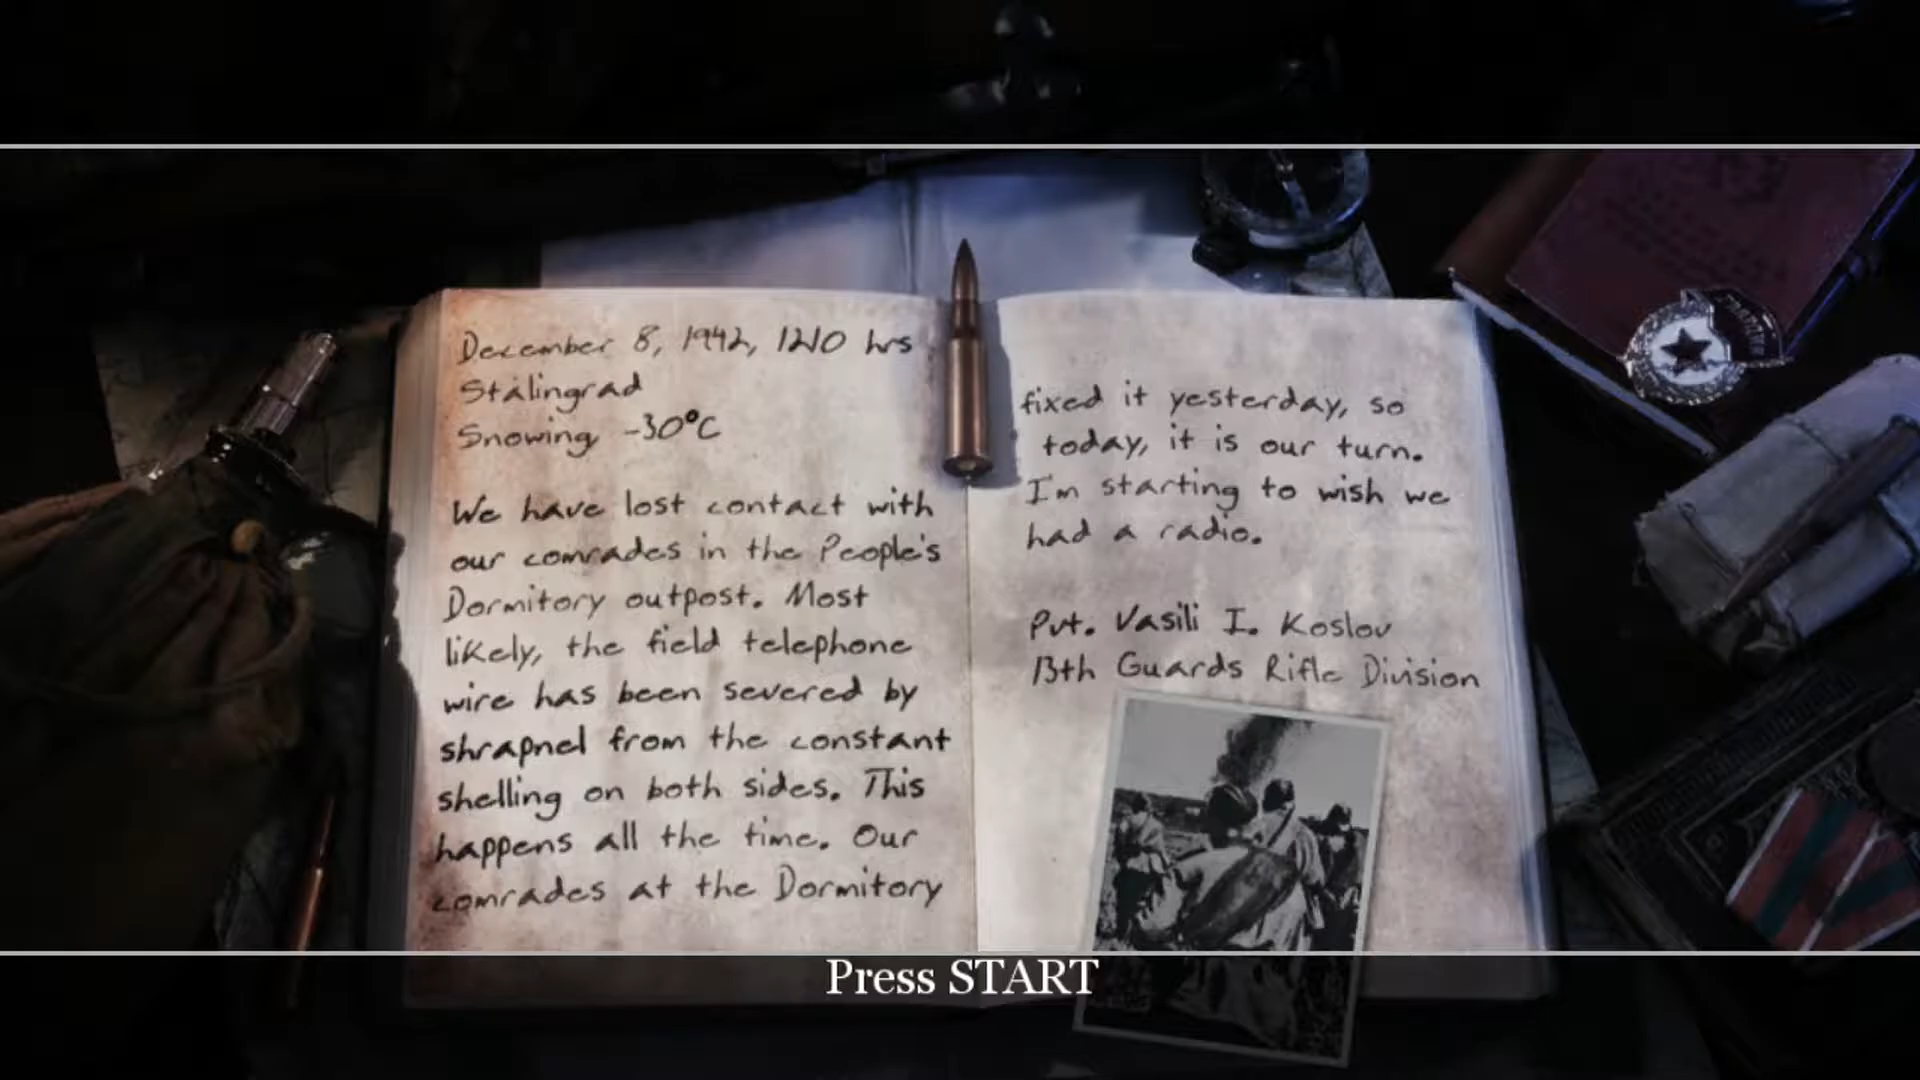 December 8, 1942, 1210 hrs
Stalingrad
Snowing -30°C
We have lost contact with
our comrades in the People's
Dormitory outpost. Most
likely, the field telephone
wire has been severed by
shrapnel from the constant
shelling on both sides. This
happens all the time. Our
comrades at the Dormitory
fixed it yesterday, so
today, it is our turn.
I'm starting to wish we
had a radio.
Pvt. Vasili I. Koslov
13th Guards Rifle Division
Press START